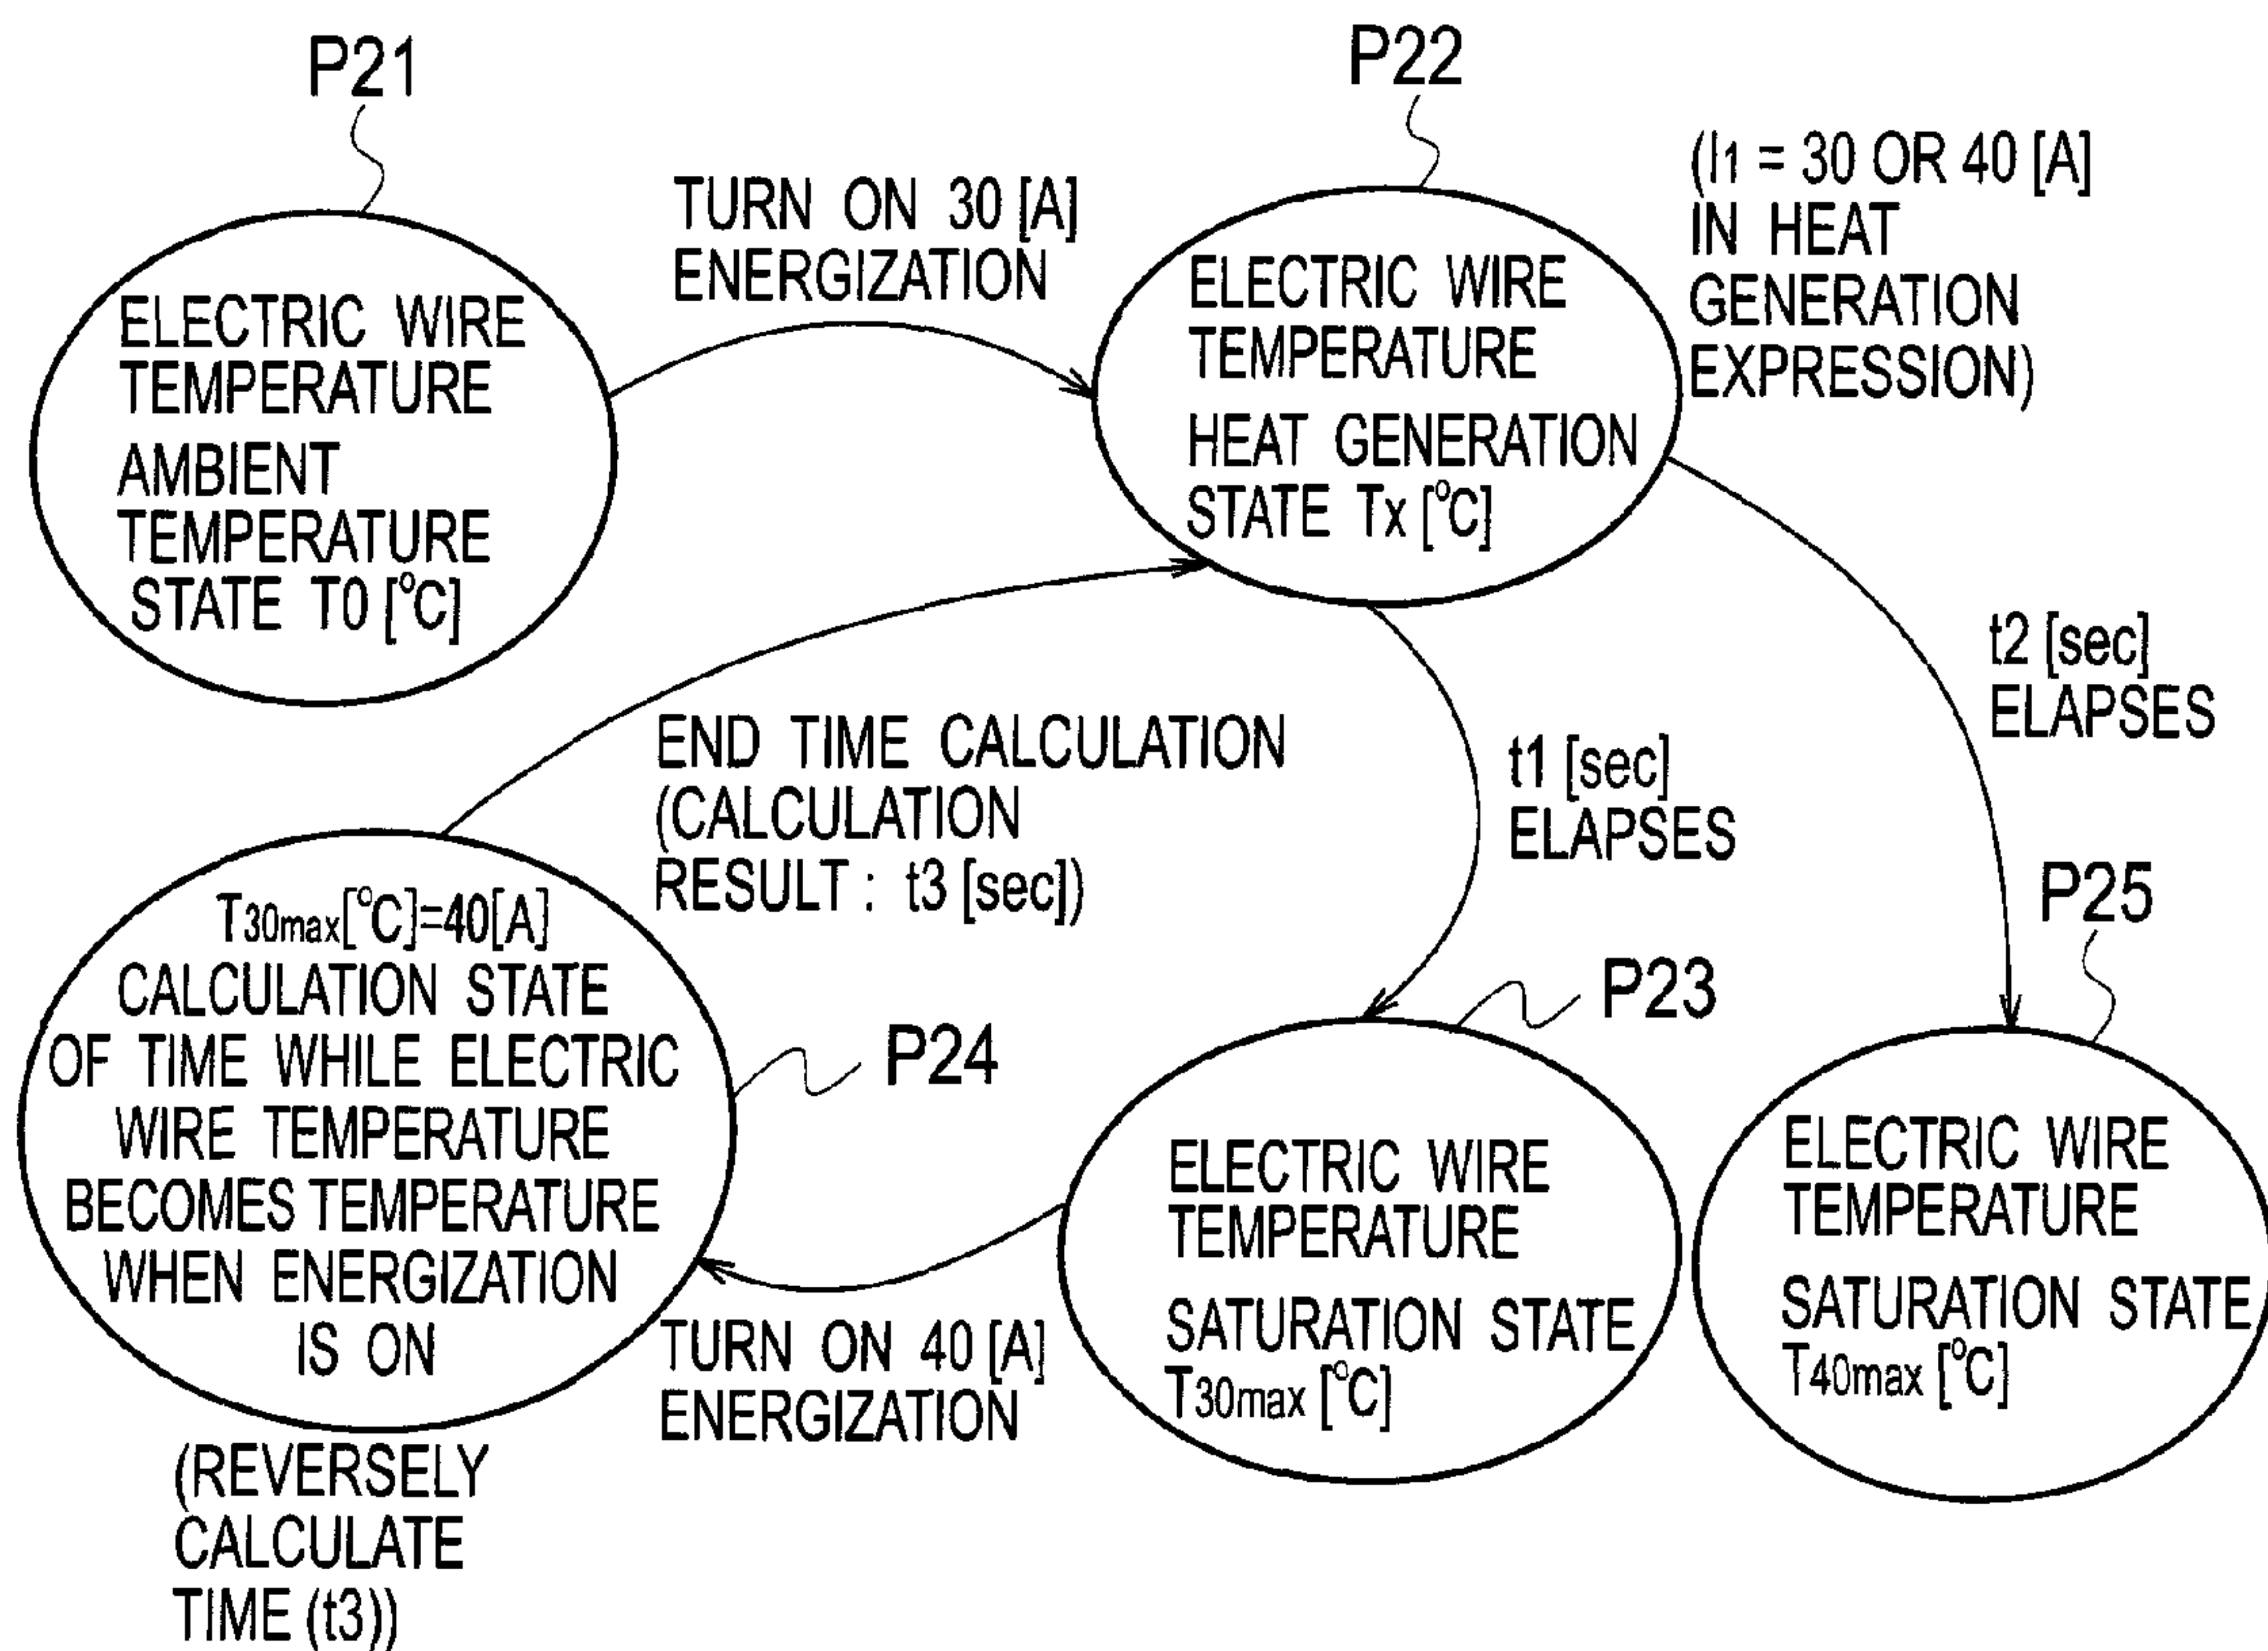 P21
ELECTRIC WIRE
TEMPERATURE
AMBIENT
TEMPERATURE
STATE T0 [°C]
TURN ON 30 [A]
ENERGIZATION
P22
ELECTRIC WIRE
TEMPERATURE
HEAT GENERATION
STATE Tx [°C]
(I1 = 30 OR 40 [A]
IN HEAT
GENERATION
EXPRESSION)
t2 [sec]
ELAPSES
t1 [sec]
ELAPSES
END TIME CALCULATION
(CALCULATION
RESULT : t3 [sec])
T30max[°C]=40[A]
CALCULATION STATE
OF TIME WHILE ELECTRIC
WIRE TEMPERATURE
BECOMES TEMPERATURE
WHEN ENERGIZATION
IS ON
P24
(REVERSELY
CALCULATE
TIME (t3))
TURN ON 40 [A]
ENERGIZATION
P23
ELECTRIC WIRE
TEMPERATURE
SATURATION STATE
T30max [°C]
P25
ELECTRIC WIRE
TEMPERATURE
SATURATION STATE
T40max [°C]